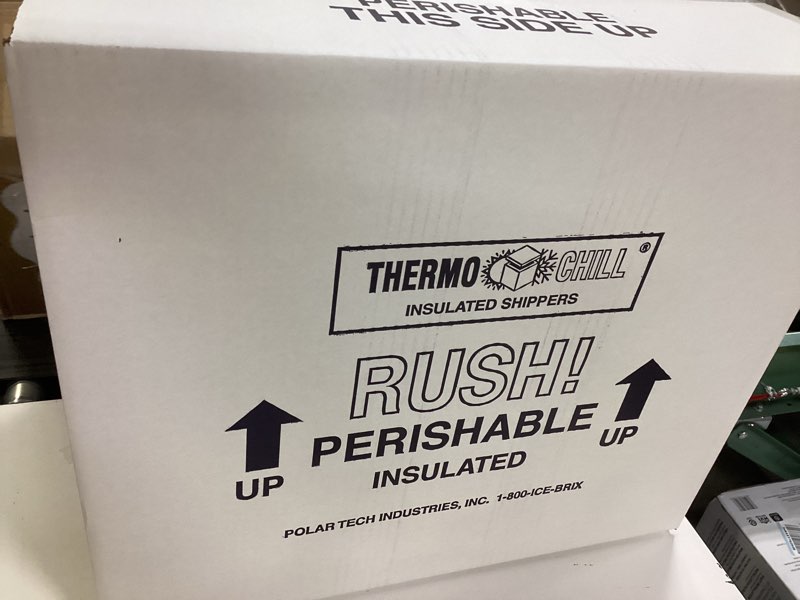 PERISHABLE
THIS SIDE UP
THERMO CHILL®
INSULATED SHIPPERS
RUSH!
PERISHABLE
UP
UP
INSULATED
POLAR TECH INDUSTRIES, INC. 1-800-ICE-BRIX